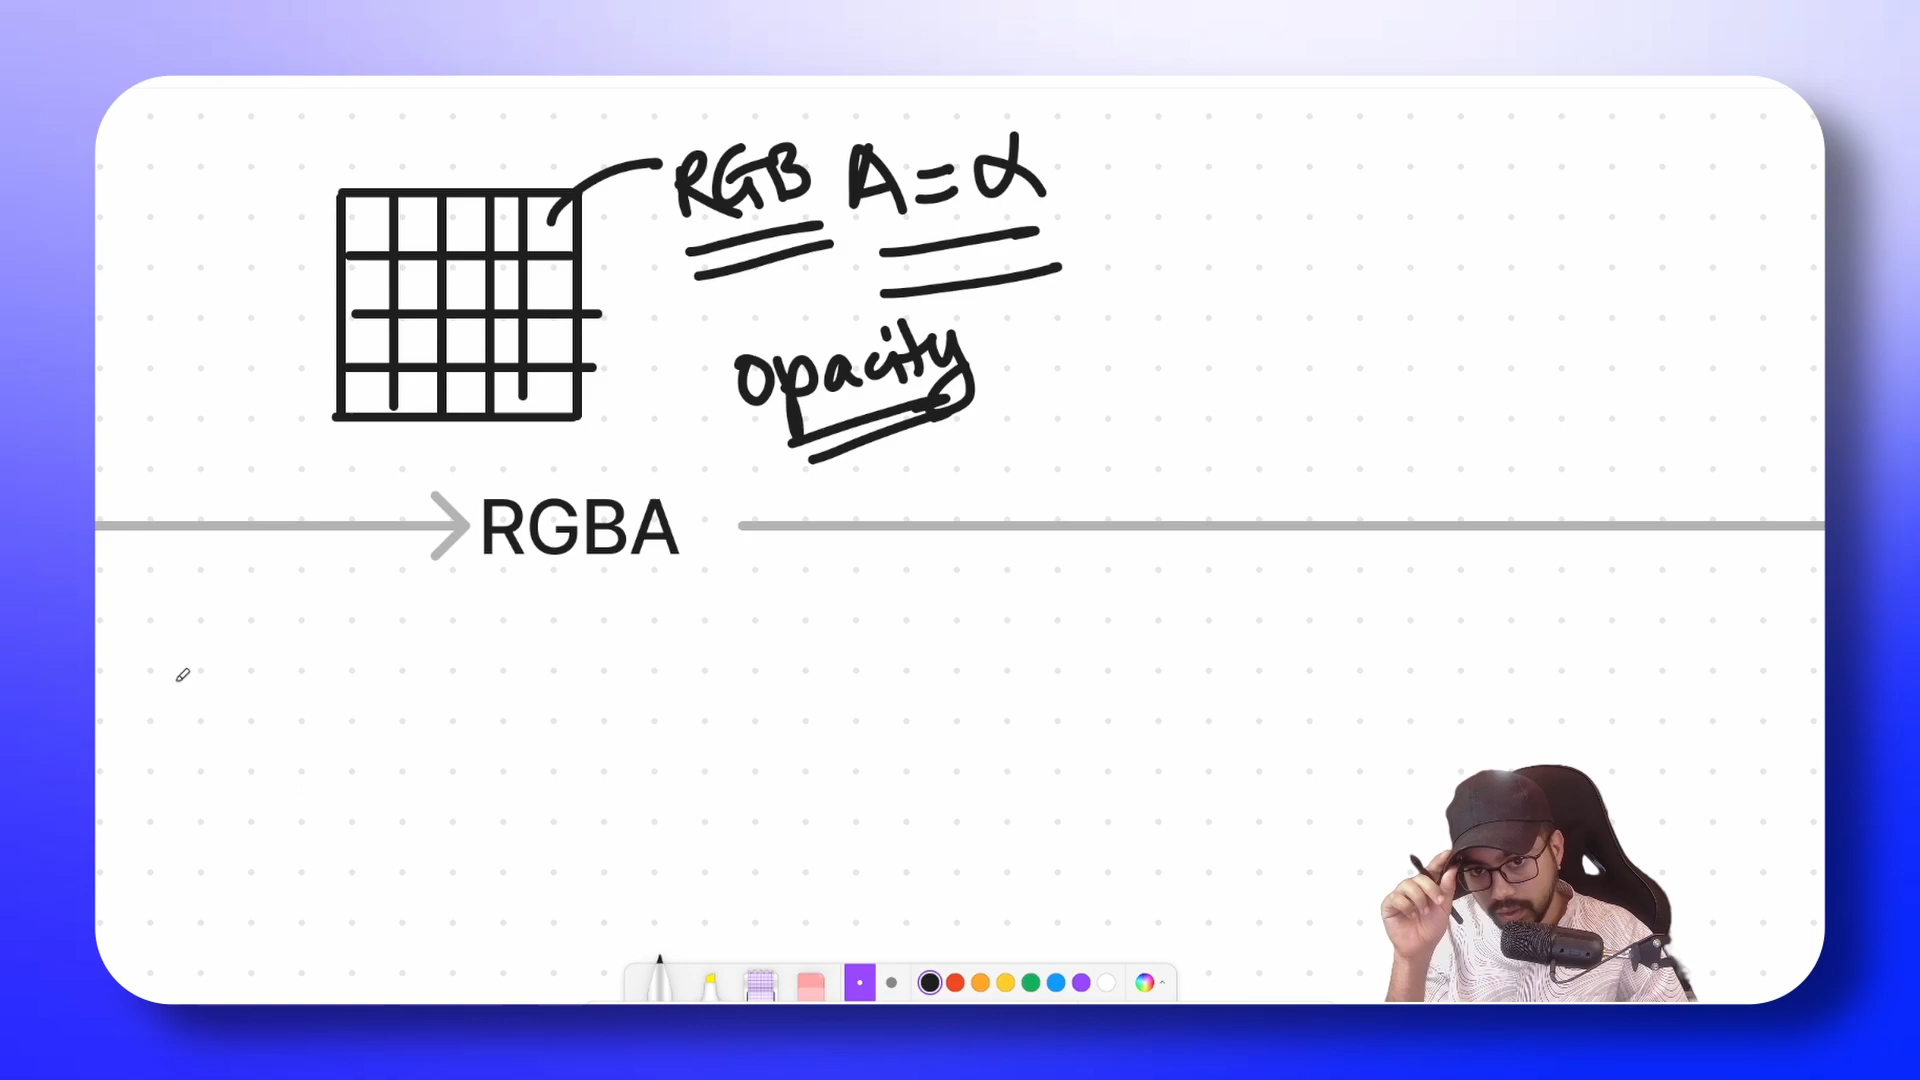 RGB A = α
opacity
RGBA